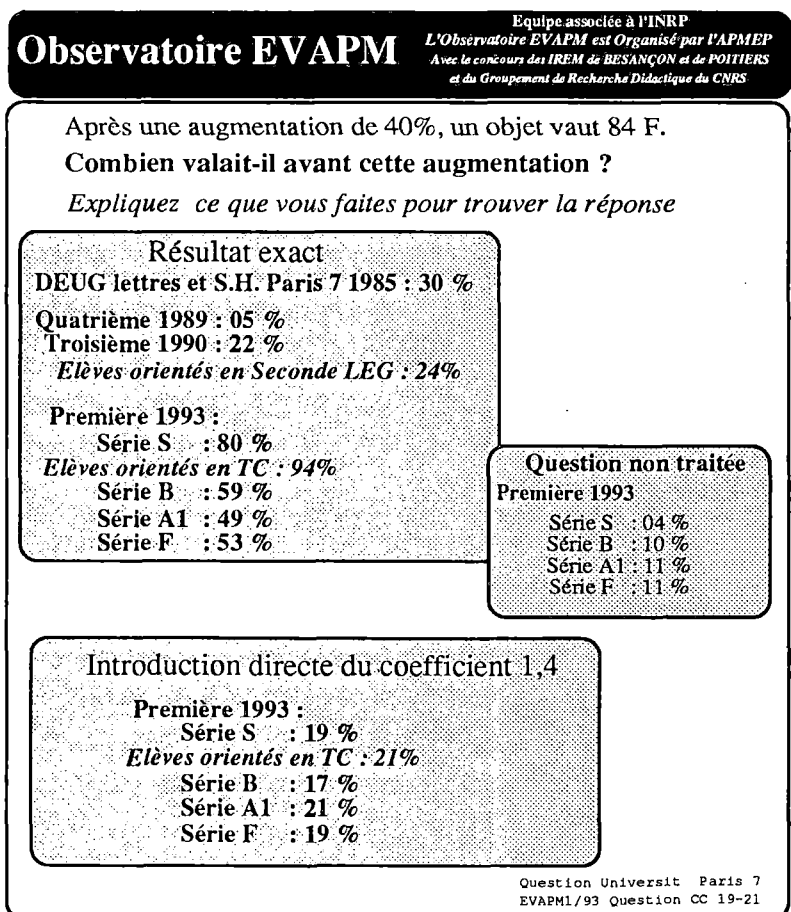 Observatoire EVAPM
Equipe associée à l'INRP
L'Observatoire EVAPM est Organisé par l'APMEP
Avec le concours des IREM de BESANÇON et de POITIERS
et du Groupement de Recherche Didactique du CNRS
Après une augmentation de 40%, un objet vaut 84 F.
Combien valait-il avant cette augmentation ?
Expliquez ce que vous faites pour trouver la réponse
Résultat exact
DEUG lettres et S.H. Paris 7 1985 : 30 %
Quatrième 1989 : 05 %
Troisième 1990 : 22 %
Elèves orientés en Seconde LEG : 24%
Première 1993 :
Série S : 80 %
Elèves orientés en TC : 94%
Série B : 59 %
Série A1 : 49 %
Série F : 53 %
Question non traitée
Première 1993
Série S : 04 %
Série B : 10 %
Série A1 : 11 %
Série F : 11 %
Introduction directe du coefficient 1,4
Première 1993 :
Série S : 19 %
Elèves orientés en TC : 21%
Série B : 17 %
Série A1 : 21 %
Série F : 19 %
Question Universit Paris 7
EVAPM1/93 Question CC 19-21